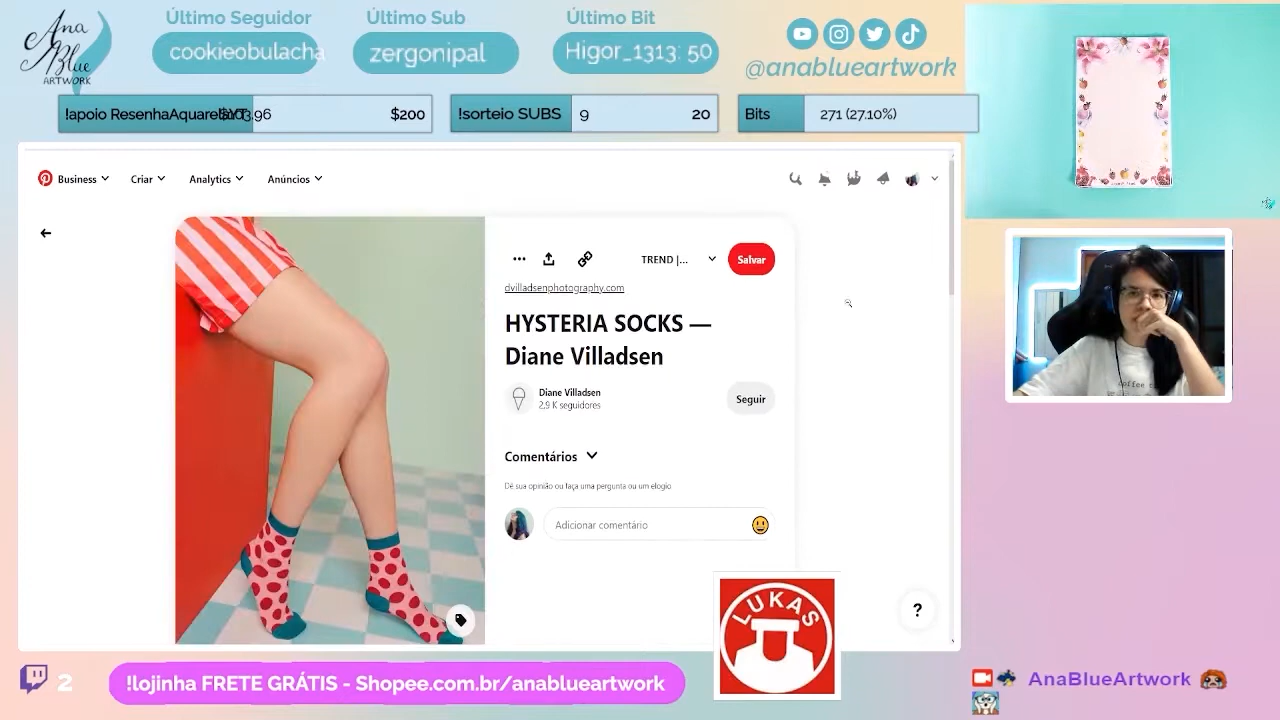 Ana Blue
ARTWORK
Último Seguidor
cookieobulacha
Último Sub
zergonipal
Último Bit
Higor_1313: 50
@anablueartwork
!apoio ResenhaAquarela
$200
!sorteio SUBS
9
20
Bits
271 (27.10%)
Business
Criar
Analytics
Anúncios
TREND |...
Salvar
dvilladsenphotography.com
HYSTERIA SOCKS —
Diane Villadsen
Diane Villadsen
2,9 K seguidores
Seguir
Comentários
Dê sua opinião ou faça uma pergunta ou um elogio
Adicionar comentário
?
LUKAS
coffee
2
!lojinha FRETE GRÁTIS - Shopee.com.br/anablueartwork
AnaBlueArtwork